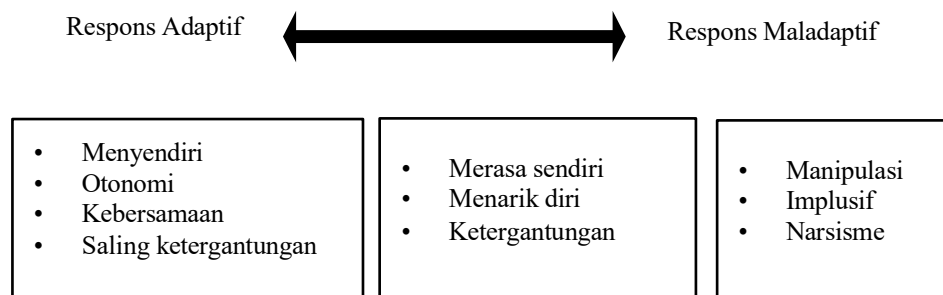 Respons Adaptif
Respons Maladaptif
• Menyendiri
• Otonomi
• Kebersamaan
• Saling ketergantungan
• Merasa sendiri
• Menarik diri
• Ketergantungan
• Manipulasi
• Implusif
• Narsisme